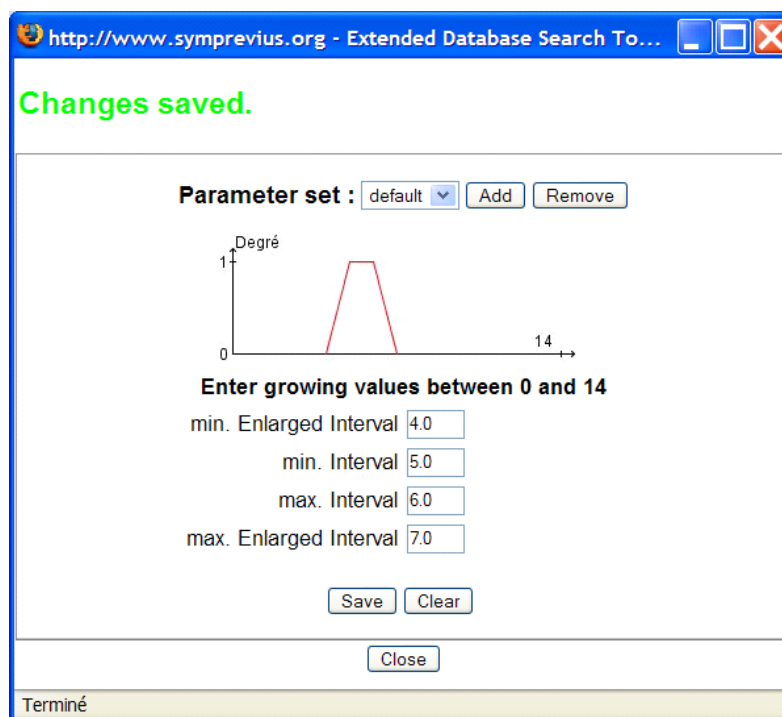 http://www.symprevius.org - Extended Database Search To...
Changes saved.
Parameter set : default Add Remove
Degré
1
0
14
Enter growing values between 0 and 14
min. Enlarged Interval 4.0
min. Interval 5.0
max. Interval 6.0
max. Enlarged Interval 7.0
Save Clear
Close
Terminé